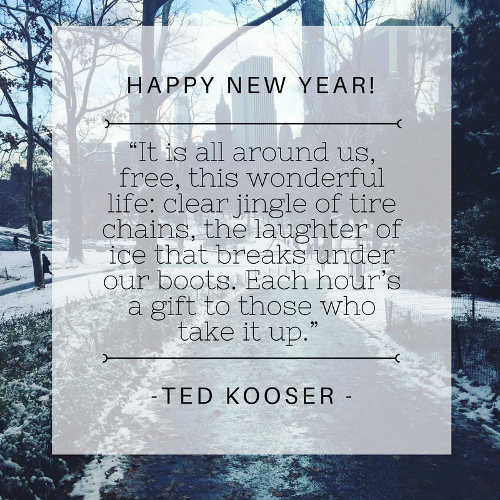 HAPPY NEW YEAR!
“It is all around us,
free, this wonderful
life: clear jingle of tire
chains, the laughter of
ice that breaks under
our boots. Each hour’s
a gift to those who
take it up.”
-TED KOOSER -